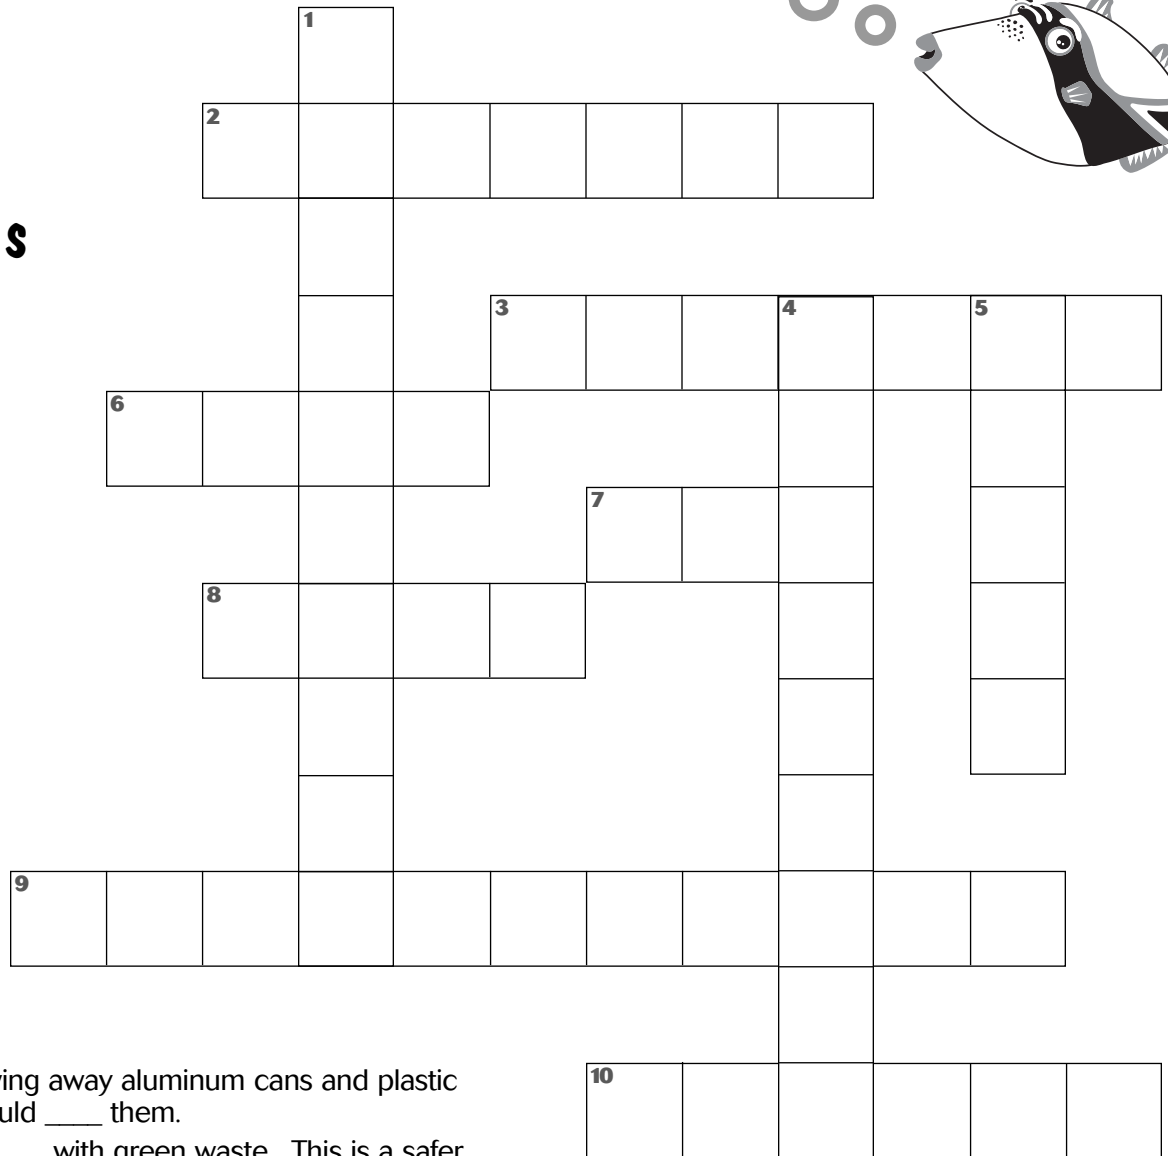 1
2
s
3 4 5
6
7
8
9
ing away aluminum cans and plastic
10
uld ____ them.
with green waste. This is a safer